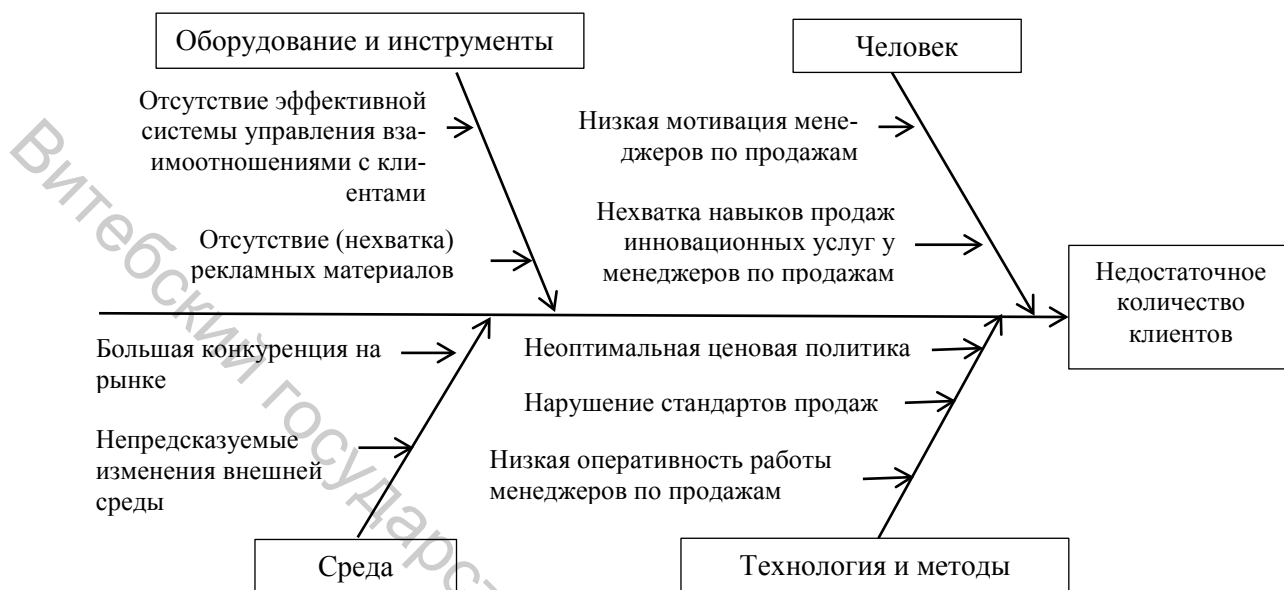 Оборудование и инструменты
Человек
Отсутствие эффективной
системы управления вза-
имоотношениями с кли-
ентами
Отсутствие (нехватка)
рекламных материалов
Низкая мотивация мене-
джеров по продажам
Нехватка навыков продаж
инновационных услуг у
менеджеров по продажам
Недостаточное
количество
клиентов
Большая конкуренция на
рынке
Непредсказуемые
изменения внешней
среды
Неоптимальная ценовая политика
Нарушение стандартов продаж
Низкая оперативность работы
менеджеров по продажам
Среда
Технология и методы
Витебский государст